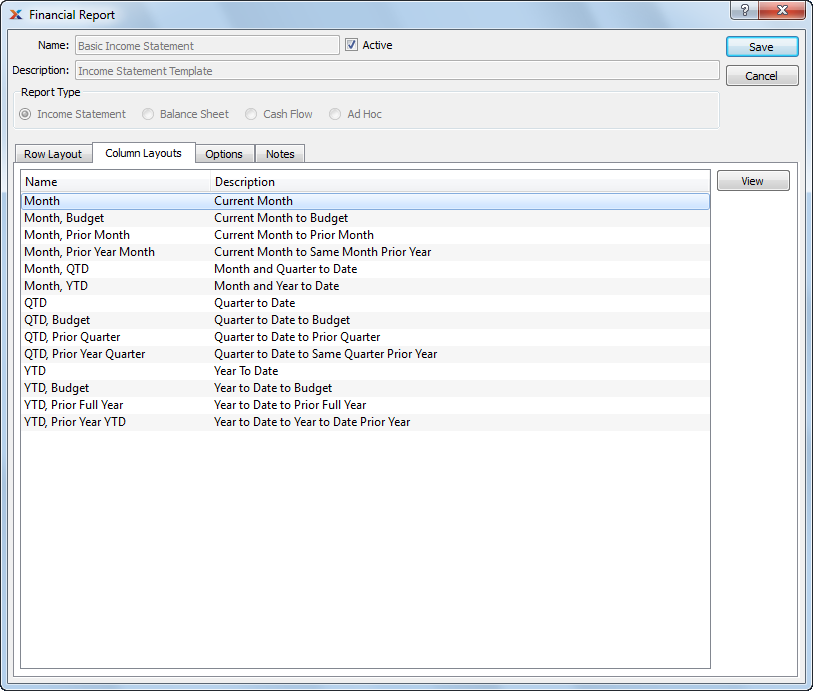 Financial Report
?
Name: Basic Income Statement Active Save
Description: Income Statement Template Cancel
Report Type
Income Statement Balance Sheet Cash Flow Ad Hoc
Row Layout Column Layouts Options Notes
Name Description View
Month Current Month
Month, Budget Current Month to Budget
Month, Prior Month Current Month to Prior Month
Month, Prior Year Month Current Month to Same Month Prior Year
Month, QTD Month and Quarter to Date
Month, YTD Month and Year to Date
QTD Quarter to Date
QTD, Budget Quarter to Date to Budget
QTD, Prior Quarter Quarter to Date to Prior Quarter
QTD, Prior Year Quarter Quarter to Date to Same Quarter Prior Year
YTD Year To Date
YTD, Budget Year to Date to Budget
YTD, Prior Full Year Year to Date to Prior Full Year
YTD, Prior Year YTD Year to Date to Year to Date Prior Year